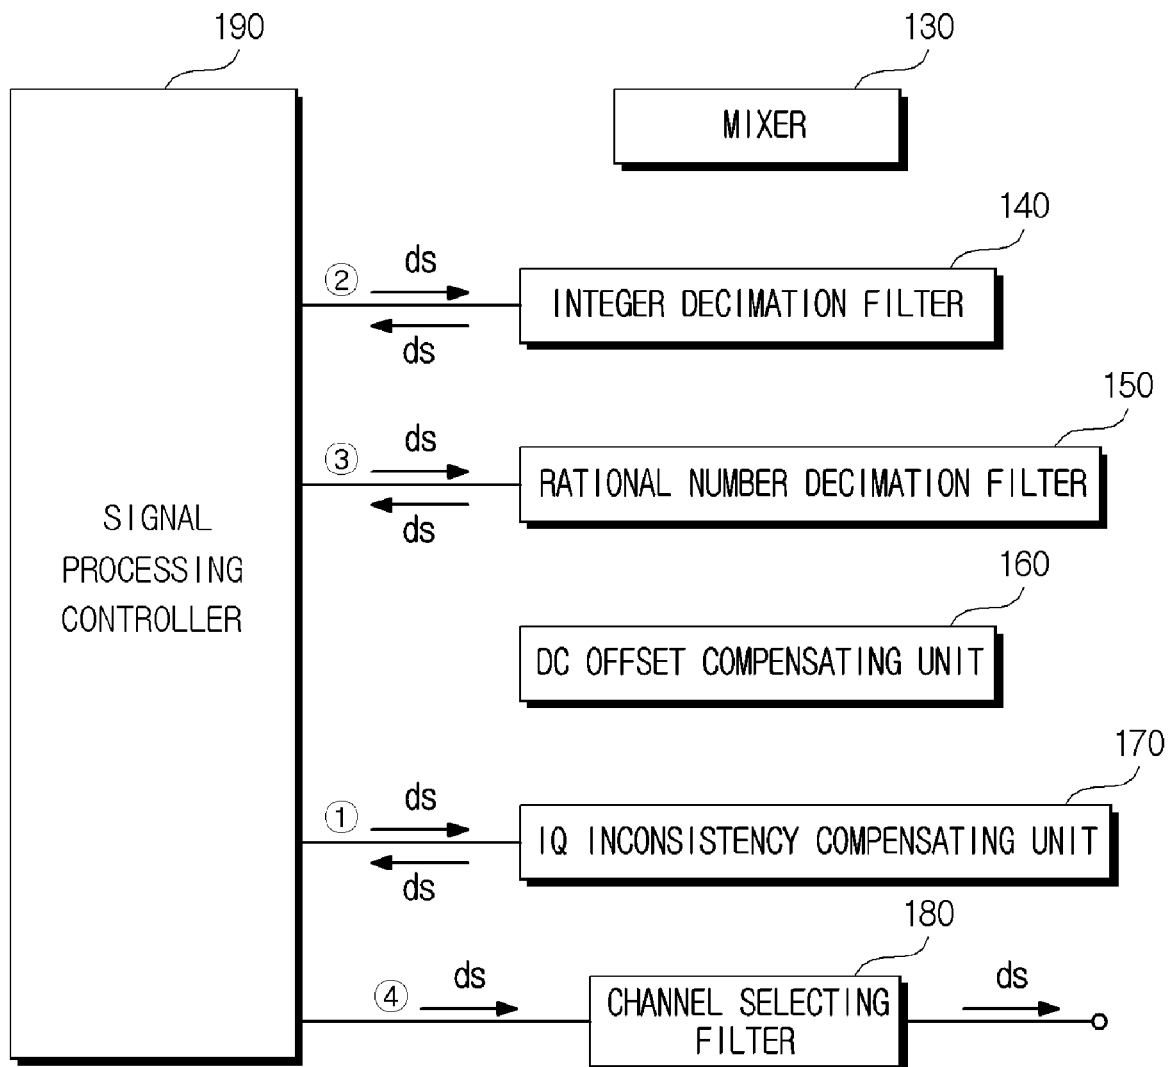 190
130
MIXER
140
② ds
INTEGER DECIMATION FILTER
ds
150
③ ds
RATIONAL NUMBER DECIMATION FILTER
ds
SIGNAL
PROCESSING
CONTROLLER
160
DC OFFSET COMPENSATING UNIT
170
① ds
IQ INCONSISTENCY COMPENSATING UNIT
ds
180
④ ds
CHANNEL SELECTING
FILTER
ds